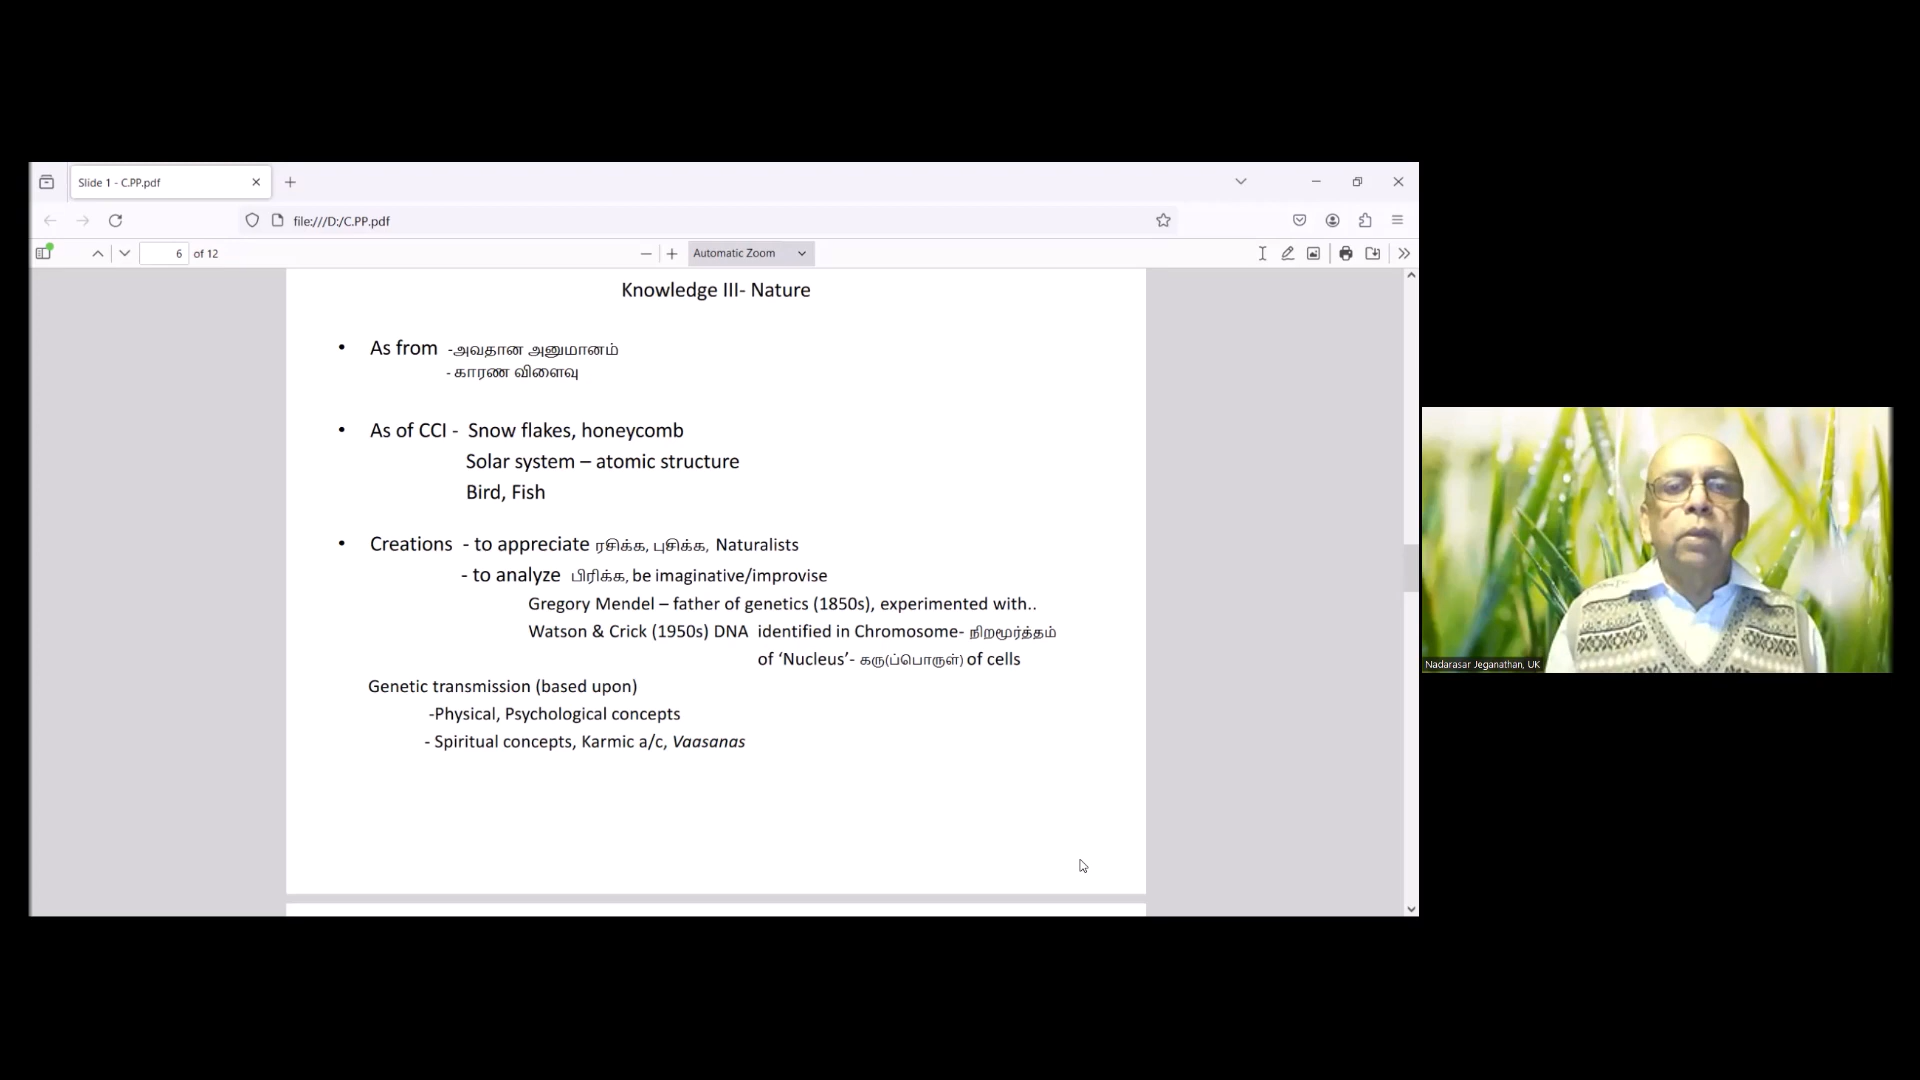 Slide 1 - C.PP.pdf
file:///D:/C.PP.pdf
6 of 12
Automatic Zoom
Knowledge III- Nature
• As from -அவதான அனுமானம்
- காரண விளைவு
• As of CCI - Snow flakes, honeycomb
Solar system – atomic structure
Bird, Fish
• Creations - to appreciate ரசிக்க, புசிக்க, Naturalists
- to analyze பிரிக்க, be imaginative/improvise
Gregory Mendel – father of genetics (1850s), experimented with..
Watson & Crick (1950s) DNA identified in Chromosome- நிறமூர்த்தம்
of ‘Nucleus’- கரு(ப்பொருள்) of cells
Genetic transmission (based upon)
-Physical, Psychological concepts
- Spiritual concepts, Karmic a/c, Vaasanas
Nadarasar Jeganathan, UK